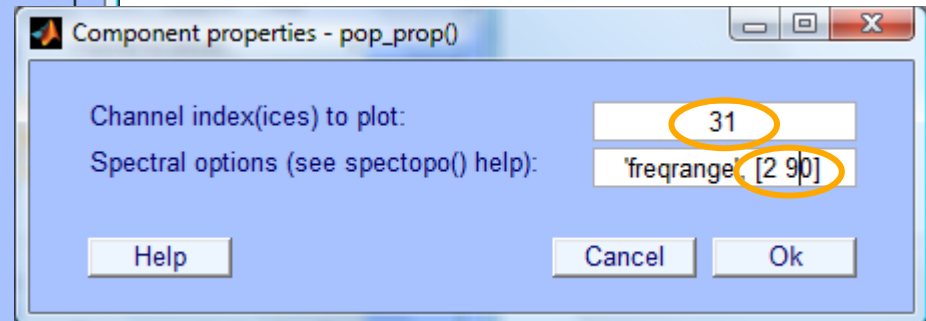 Component properties - pop_prop()
Channel index(ices) to plot: 31
Spectral options (see spectopo() help): 'freqrange', [2 90]
Help Cancel Ok